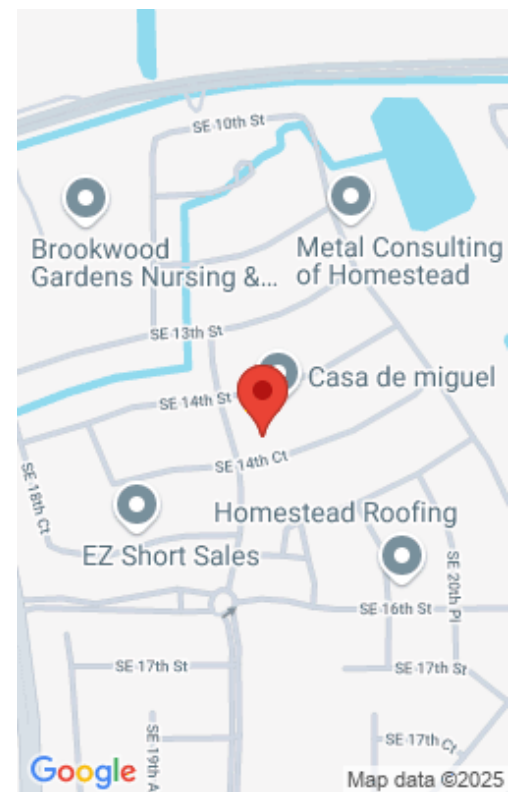 SE 10th St
Brookwood
Gardens Nursing &...
Metal Consulting
of Homestead
SE 13th St
Casa de miguel
SE 14th St
SE 14th Ct
SE 18th Ct
Homestead Roofing
EZ Short Sales
SE 20th Pl
SE 16th St
SE 17th St
SE 17th St
SE 19th A
SE 17th Ct
Google
Map data ©2025